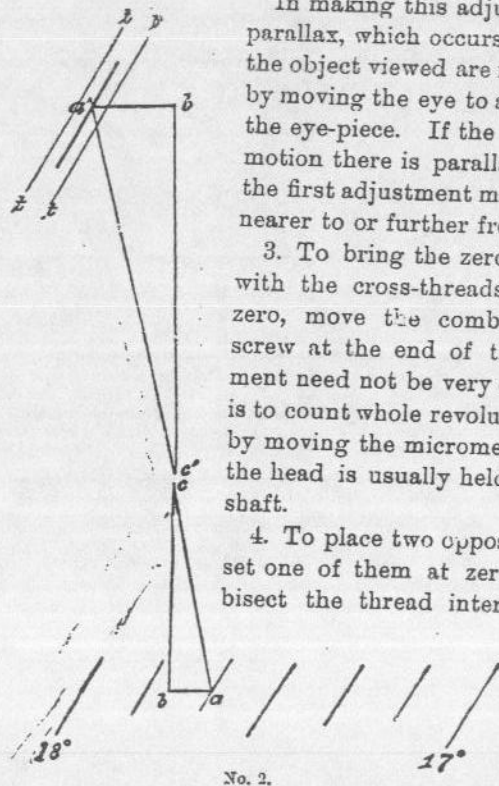 In making this adju
parallax, which occurs
the object viewed are
by moving the eye to a
the eye-piece. If the
motion there is parall
the first adjustment m
nearer to or further fr
3. To bring the zero
with the cross-threads
zero, move the comb
screw at the end of t
ment need not be very
is to count whole revolu
by moving the microme
the head is usually held
shaft.
4. To place two oppos
set one of them at zer
bisect the thread inter
t t'
a' b
t t
c'
c
b a
18°
17°
No. 2.